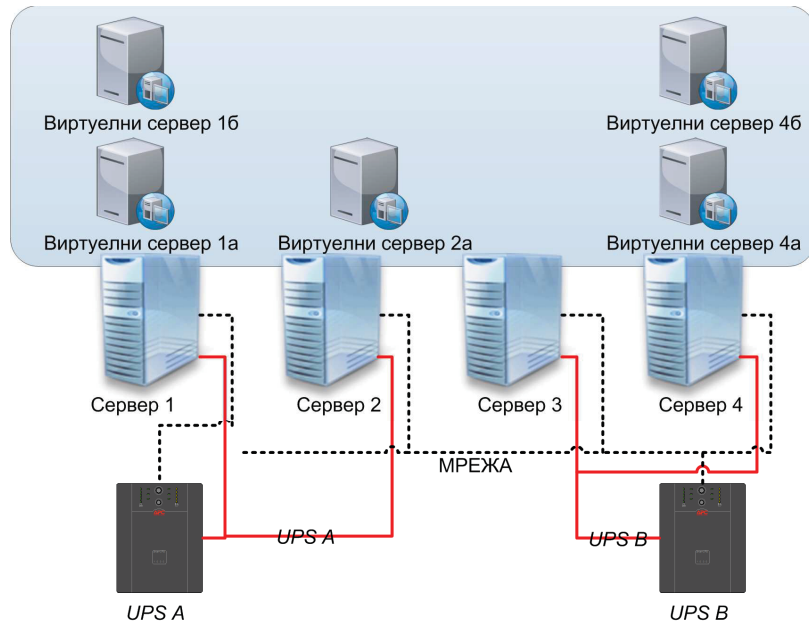 Виртуелни сервер 1б
Виртуелни сервер 4б
Виртуелни сервер 1а
Виртуелни сервер 2а
Виртуелни сервер 4а
Сервер 1
Сервер 2
Сервер 3
Сервер 4
МРЕЖА
UPS A
UPS B
UPS A
UPS B